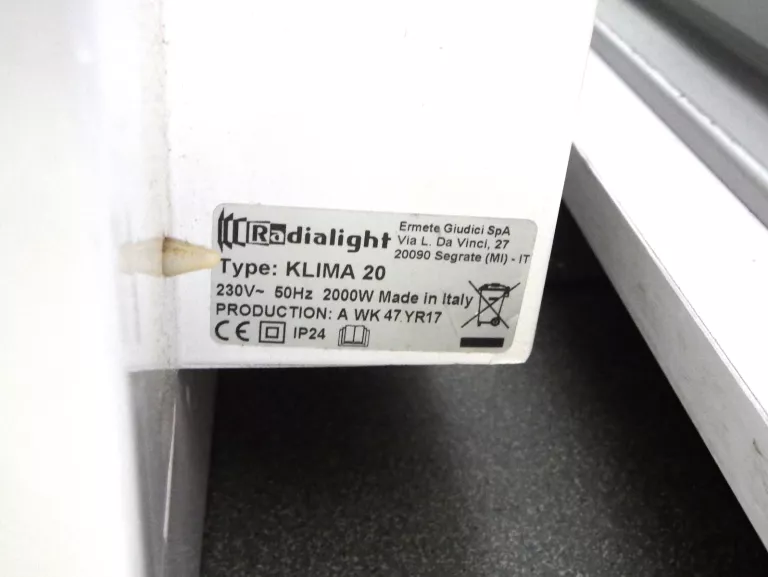 Radialight
Ermete Giudici SpA
Via L. Da Vinci, 27
20090 Segrate (MI) - IT
Type: KLIMA 20
230V~ 50Hz 2000W Made in Italy
PRODUCTION: A WK 47.YR17
CE IP24